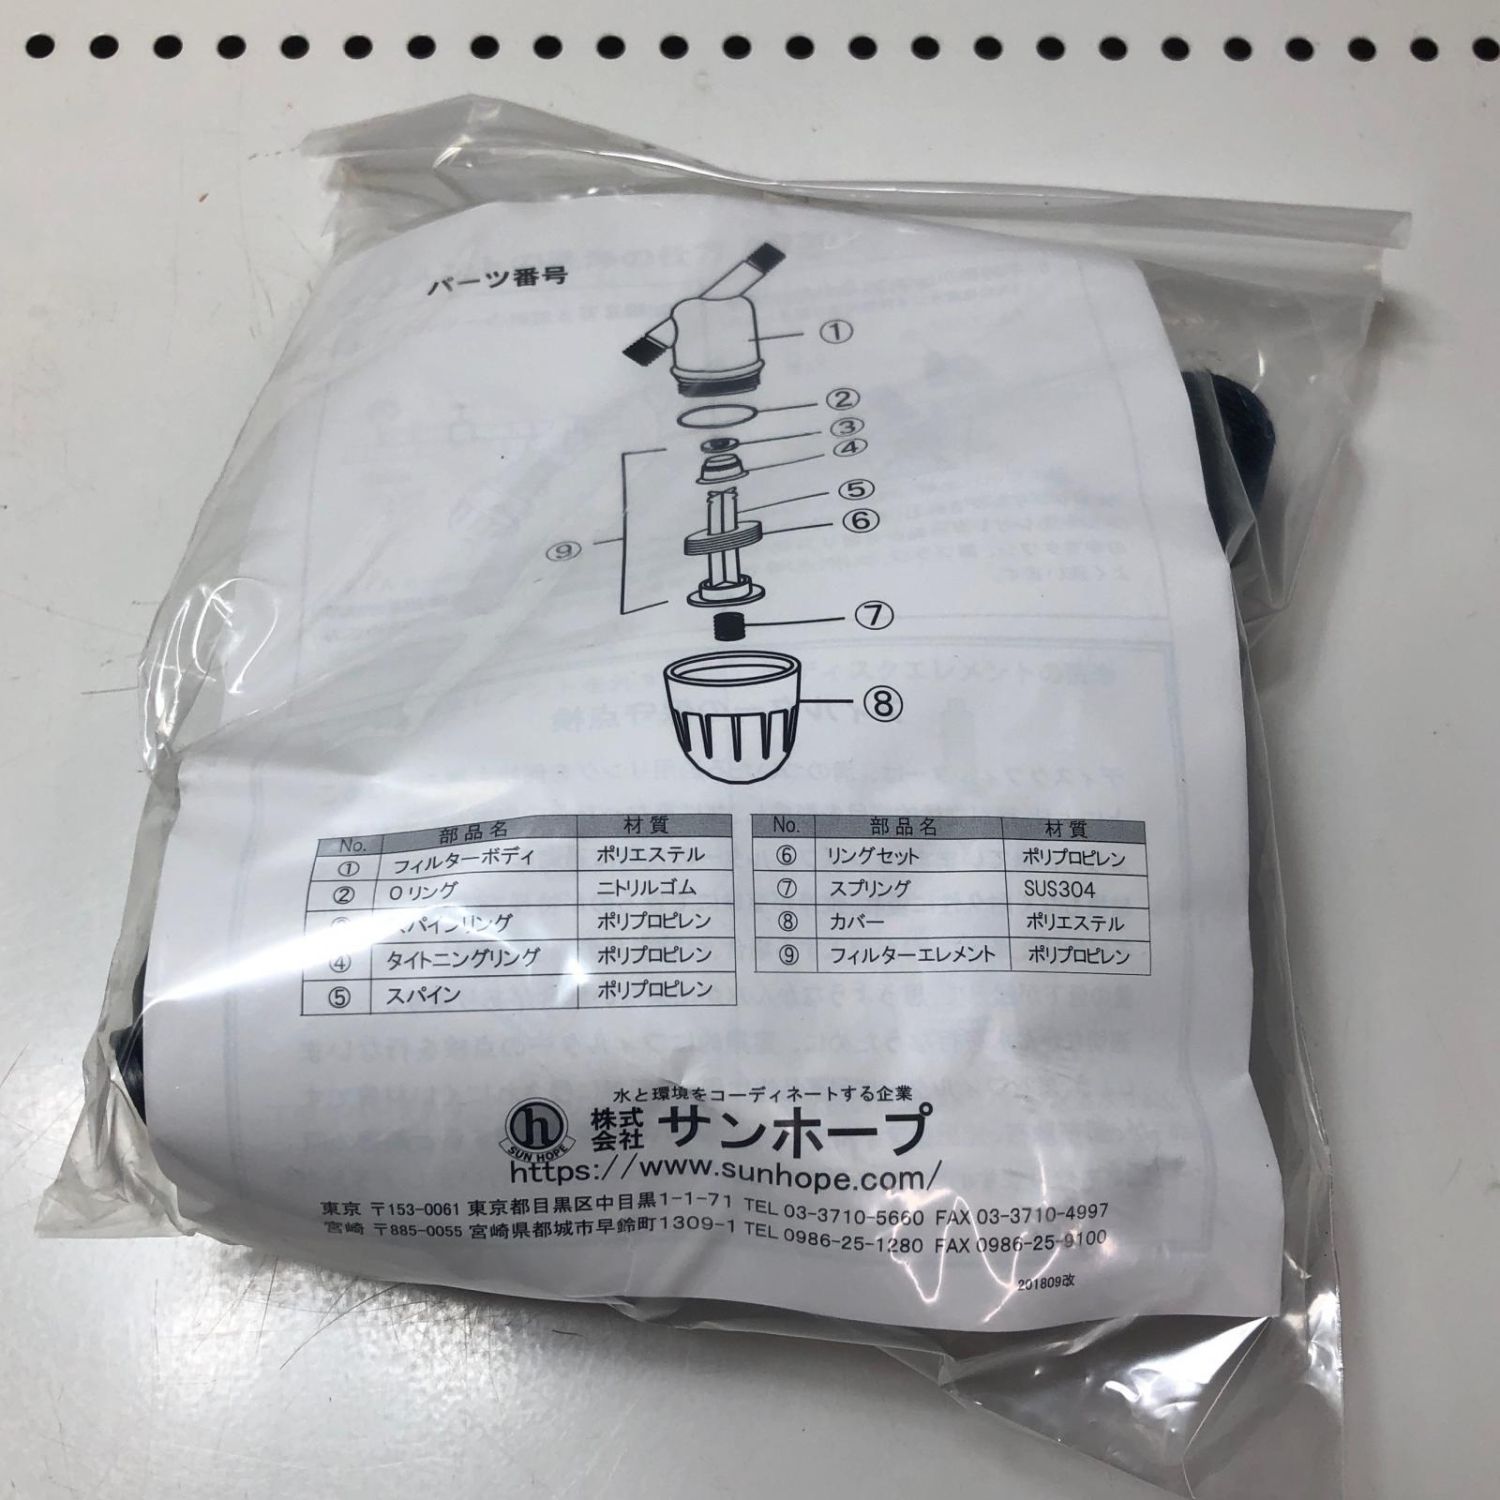 パーツ番号
①
②
③
④
⑤
⑥
⑨
⑦
⑧
No. 部品名 材質
① フィルターボディ ポリエステル
② Oリング ニトリルゴム
スパインリング ポリプロピレン
④ タイトニングリング ポリプロピレン
⑤ スパイン ポリプロピレン
No. 部品名 材質
⑥ リングセット ポリプロピレン
⑦ スプリング SUS304
⑧ カバー ポリエステル
⑨ フィルターエレメント ポリプロピレン
水と環境をコーディネートする企業
h SUN HOPE 株式会社 サンホープ
https://www.sunhope.com/
東京 〒153-0061 東京都目黒区中目黒1-1-71 TEL 03-3710-5660 FAX 03-3710-4997
宮崎 〒885-0055 宮崎県都城市早鈴町1309-1 TEL 0986-25-1280 FAX 0986-25-9100
201809改